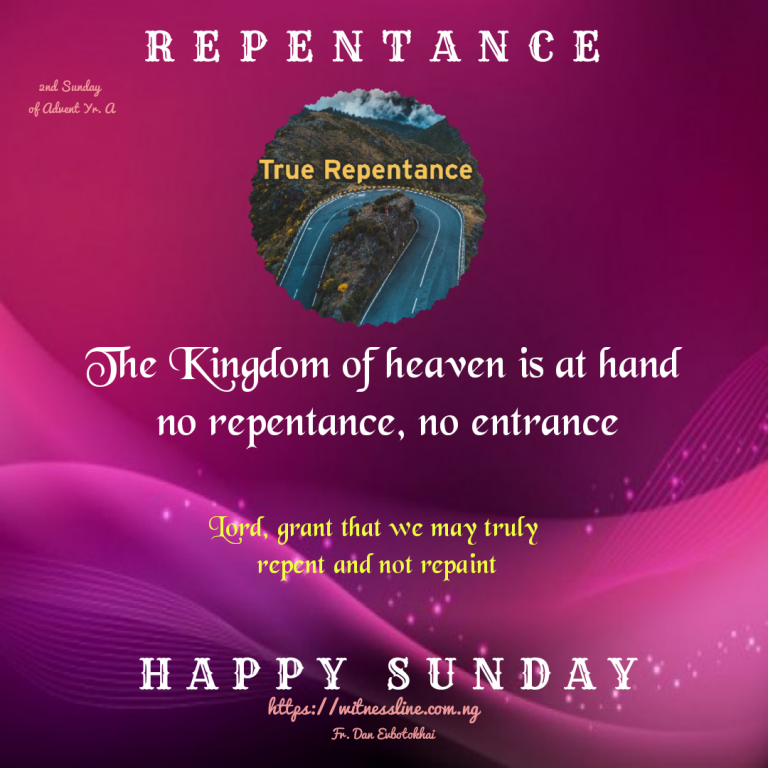 REPENTANCE
2nd Sunday
of Advent Yr. A
True Repentance
The Kingdom of heaven is at hand
no repentance, no entrance
Lord, grant that we may truly
repent and not repaint
HAPPY SUNDAY
https://witnessline.com.ng
Fr. Dan Evbotokhai